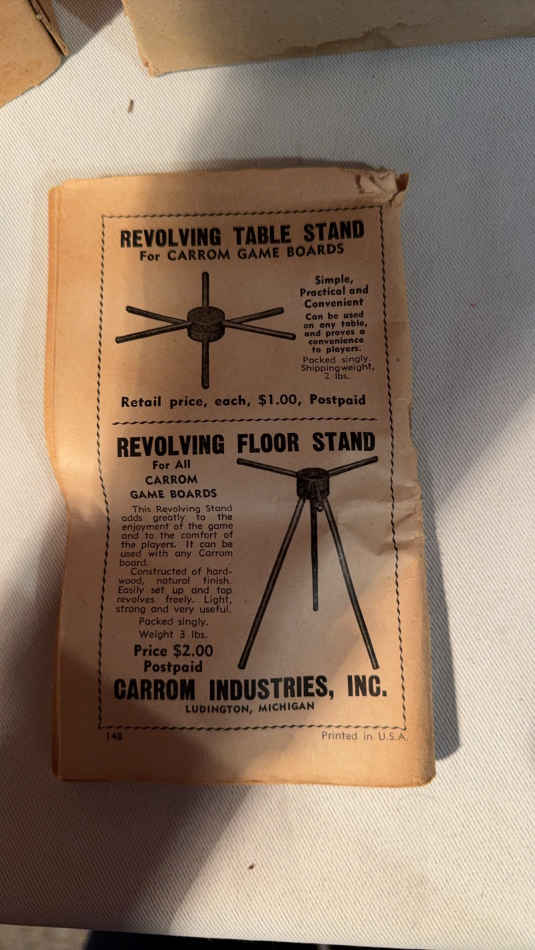 REVOLVING TABLE STAND
For CARROM GAME BOARDS
Simple,
Practical and
Convenient
Can be used
on any table,
and proves a
convenience
to players.
Packed singly.
Shippingweight,
2 lbs.
Retail price, each, $1.00, Postpaid
REVOLVING FLOOR STAND
For All
CARROM
GAME BOARDS
This Revolving Stand
adds greatly to the
enjoyment of the game
and to the comfort of
the players. It can be
used with any Carrom
board.
Constructed of hard-
wood, natural finish.
Easily set up and top
revolves freely. Light,
strong and very useful.
Packed singly.
Weight 3 lbs.
Price $2.00
Postpaid
CARROM INDUSTRIES, INC.
LUDINGTON, MICHIGAN
148
Printed in U.S.A.